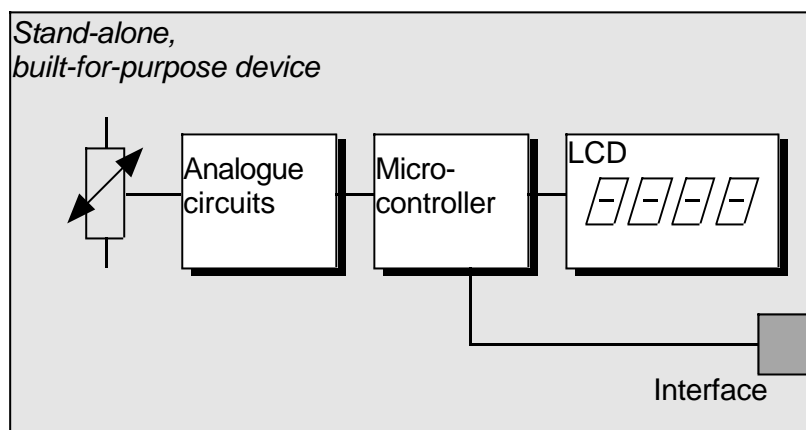 Stand-alone,
built-for-purpose device
Analogue
circuits
Micro-
controller
LCD
Interface